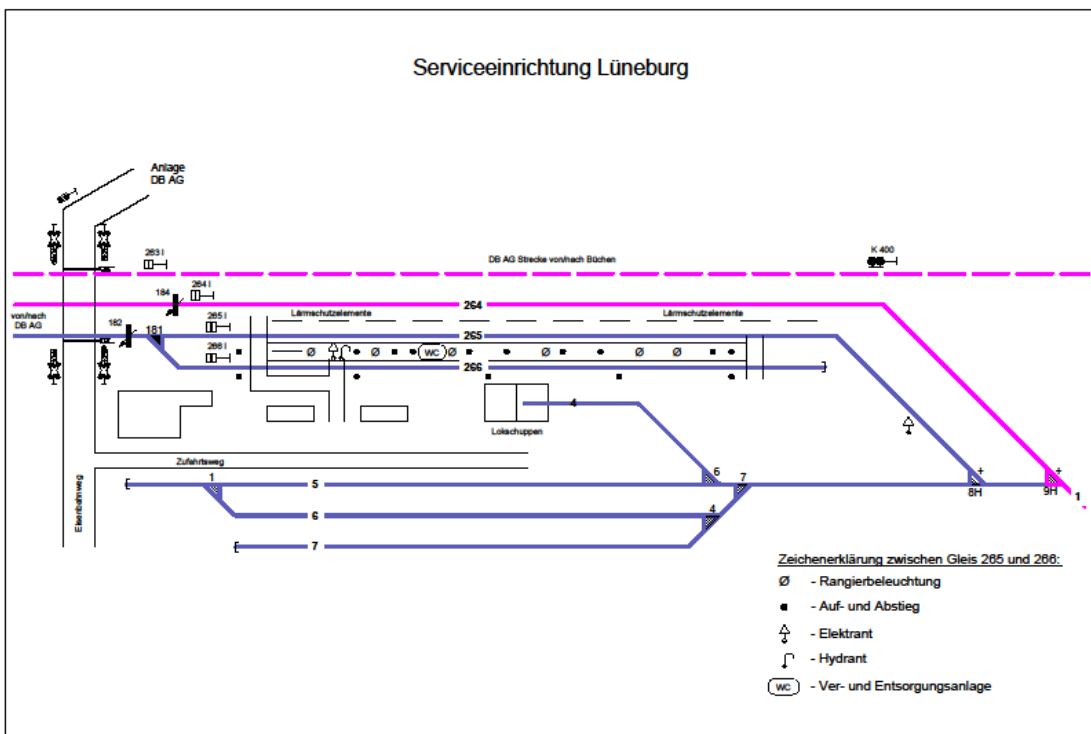 Serviceeinrichtung Lüneburg
Anlage
DB AG
263 I
K 400
DB AG Strecke von/nach Büchen
264 I
184
264
von/nach
DB AG
182
181
265 I
Lärmschutzelemente
Lärmschutzelemente
265
266 I
WC
266
4
Lokschuppen
Zufahrtsweg
Eisenbahnweg
1
5
6
7
8H
+
9H
+
1
6
4
7
Zeichenerklärung zwischen Gleis 265 und 266:
Ø - Rangierbeleuchtung
- Auf- und Abstieg
- Elektrant
- Hydrant
WC - Ver- und Entsorgungsanlage